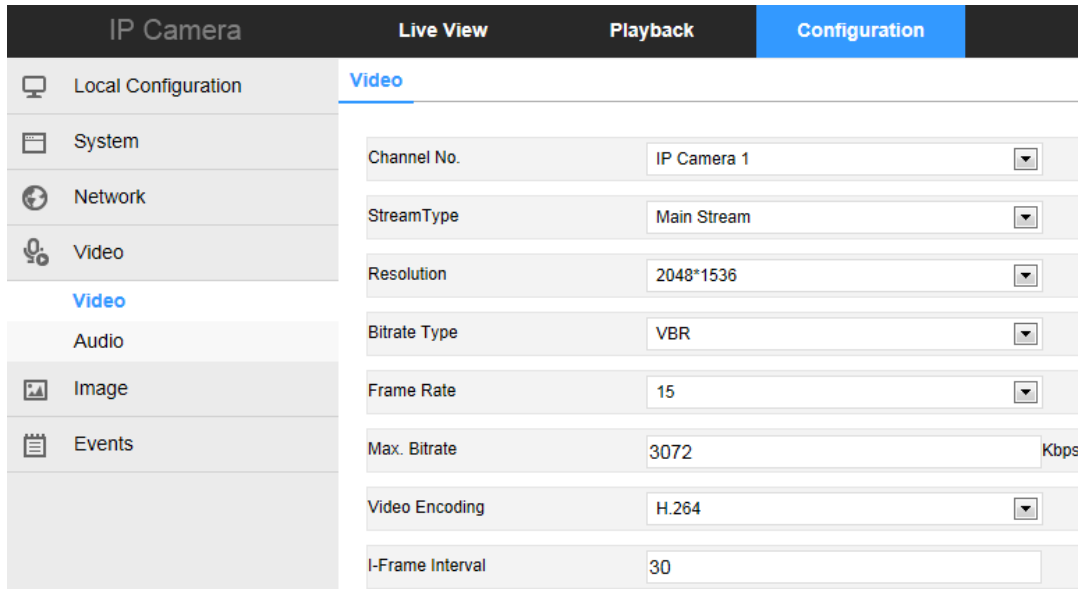 IP Camera
Live View
Playback
Configuration
Local Configuration
System
Network
Video
Video
Audio
Image
Events
Video
Channel No. IP Camera 1
StreamType Main Stream
Resolution 2048*1536
Bitrate Type VBR
Frame Rate 15
Max. Bitrate 3072 Kbps
Video Encoding H.264
I-Frame Interval 30